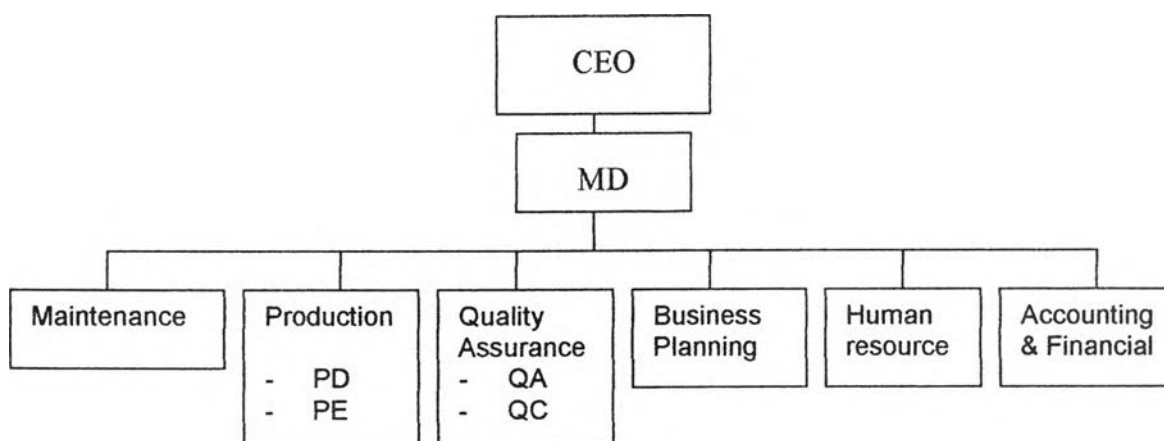 CEO
MD
Maintenance
Production
- PD
- PE
Quality
Assurance
- QA
- QC
Business
Planning
Human
resource
Accounting
& Financial